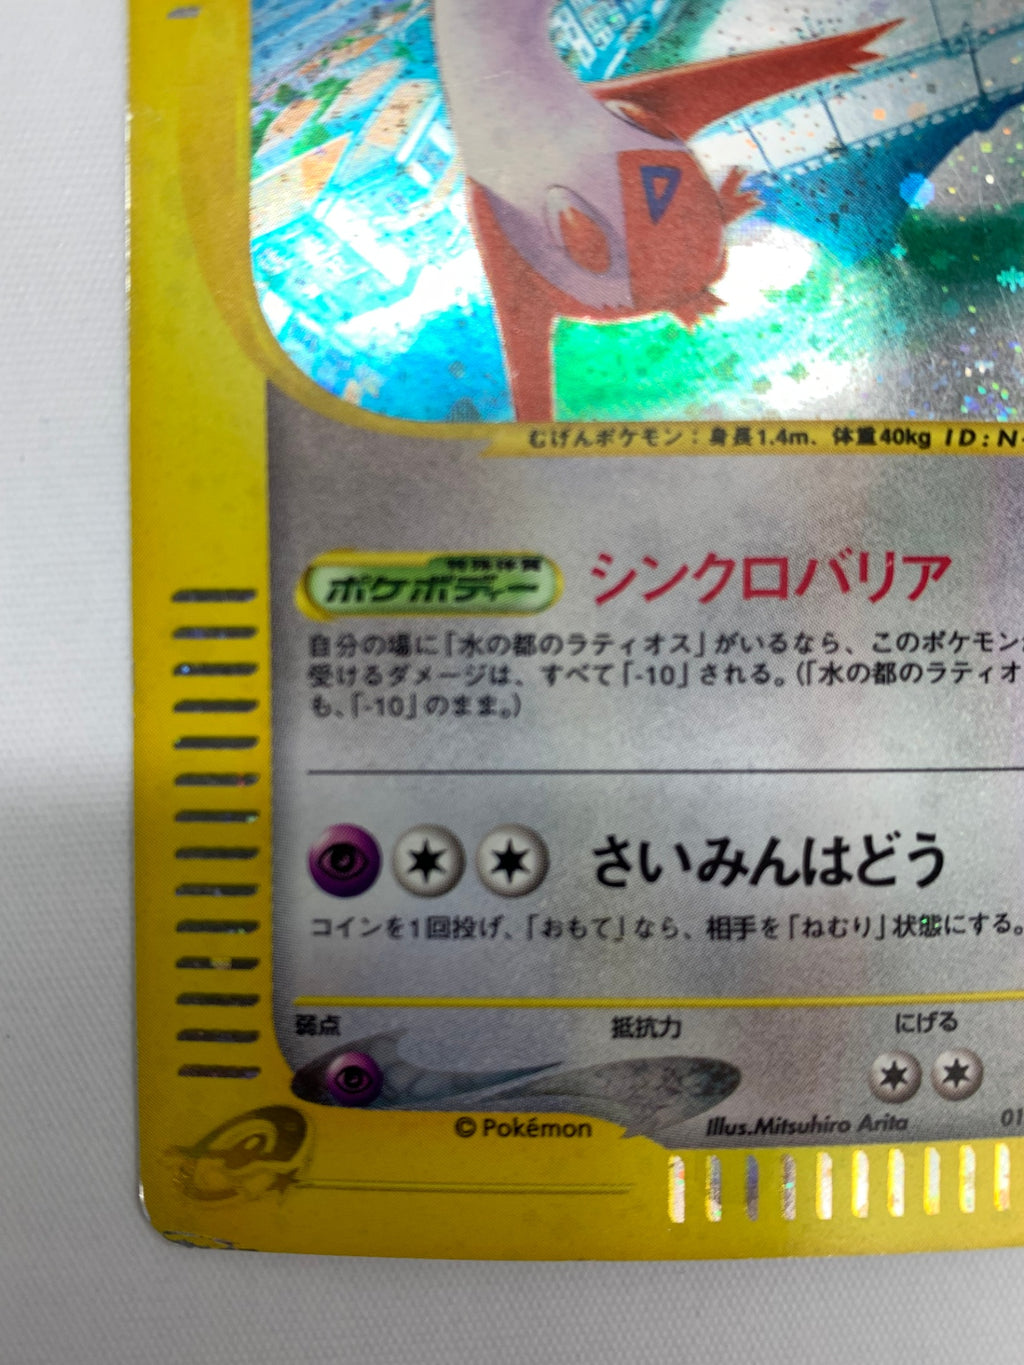 むげんポケモン：身長1.4m、体重40kg ID:N
特殊体質
ポケボディー
シンクロバリア
自分の場に「水の都のラティオス」がいるなら、このポケモン
受けるダメージは、すべて「-10」される。（「水の都のラティオ
も、「-10」のまま。）
さいみんはどう
コインを1回投げ、「おもて」なら、相手を「ねむり」状態にする。
弱点 抵抗力 にげる
©Pokémon Illus.Mitsuhiro Arita 01